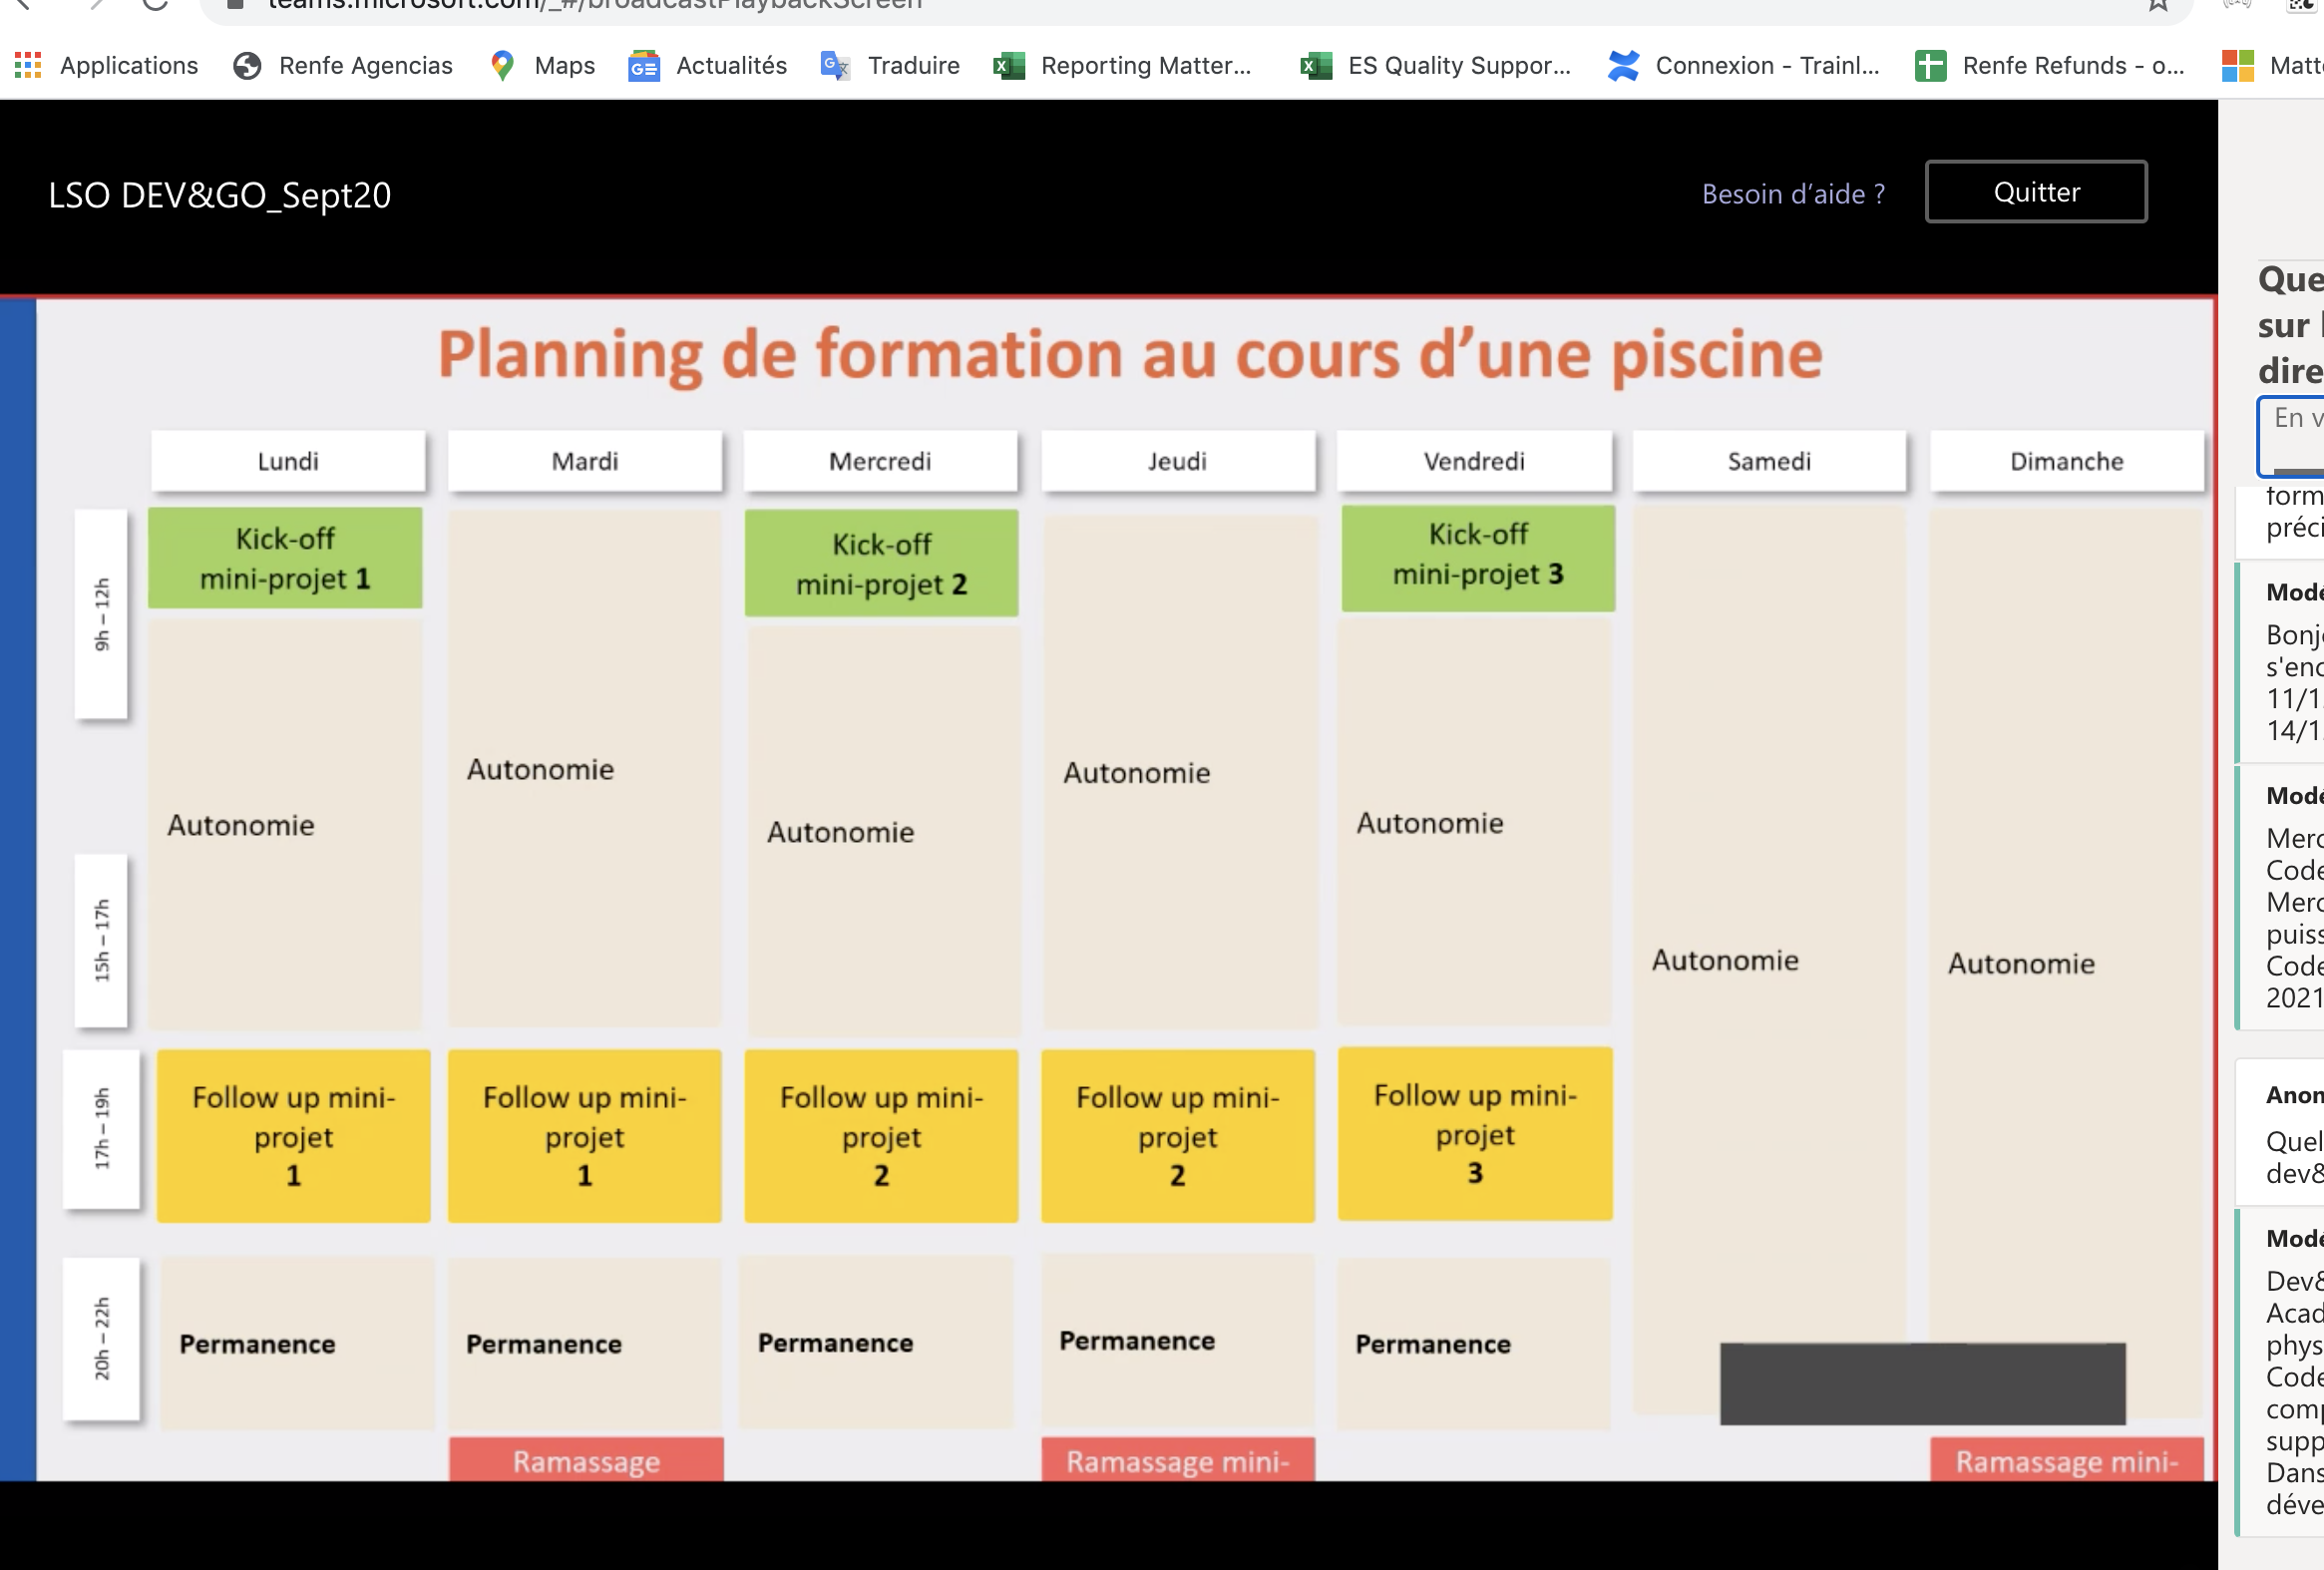 teams.microsoft.com/_#/broadcastPlaybackScreen
Applications Renfe Agencias Maps Actualités Traduire Reporting Matter... ES Quality Suppor... Connexion - Trainl... Renfe Refunds - o... Matt
LSO DEV&GO_Sept20
Besoin d'aide ?
Quitter
Planning de formation au cours d'une piscine
Lundi Mardi Mercredi Jeudi Vendredi Samedi Dimanche
9h – 12h
15h – 17h
17h – 19h
20h – 22h
Kick-off
mini-projet 1
Autonomie
Follow up mini-
projet
1
Permanence
Autonomie
Follow up mini-
projet
1
Permanence
Ramassage
Kick-off
mini-projet 2
Autonomie
Follow up mini-
projet
2
Permanence
Autonomie
Follow up mini-
projet
2
Permanence
Ramassage mini-
Kick-off
mini-projet 3
Autonomie
Follow up mini-
projet
3
Permanence
Autonomie
Autonomie
Ramassage mini-
Que
sur
dire
En v
form
préci
Mod
Bonj
s'en
11/1
14/1
Mod
Merc
Code
Merc
puiss
Code
2021
Anon
Quel
dev&
Mod
Dev&
Acad
phys
Code
comp
supp
Dans
déve